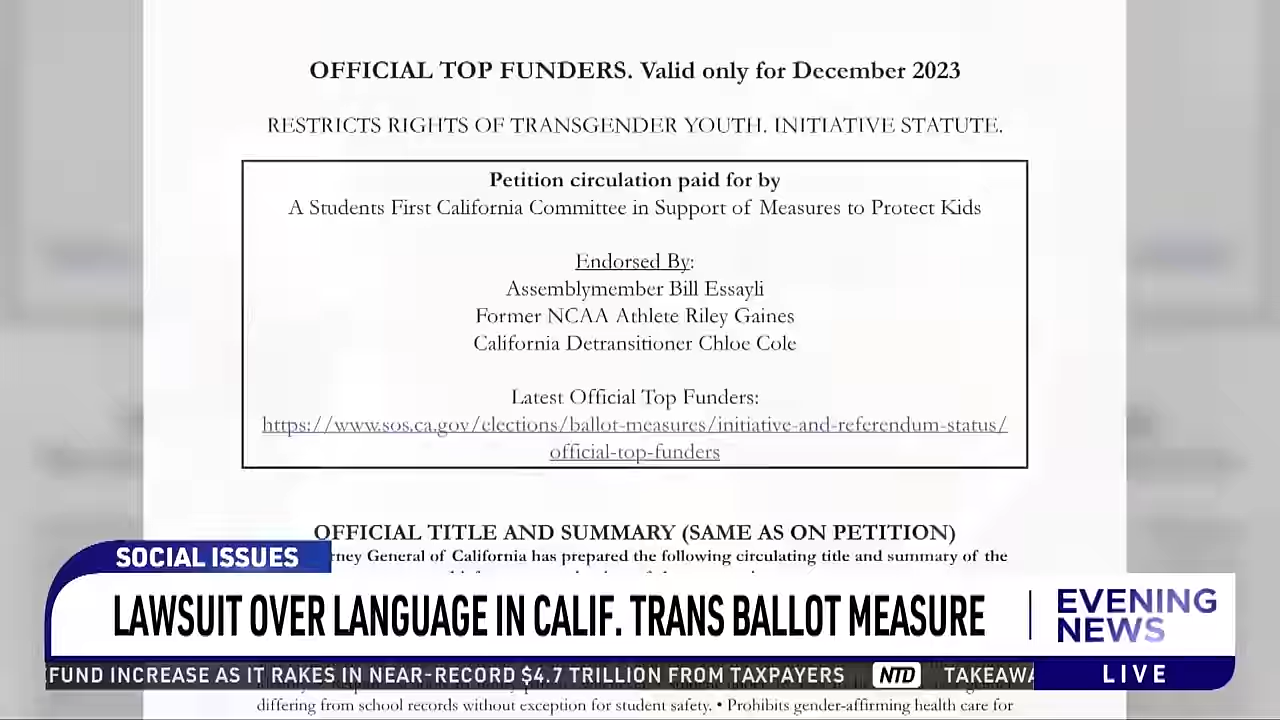 OFFICIAL TOP FUNDERS. Valid only for December 2023
RESTRICTS RIGHTS OF TRANSGENDER YOUTH. INITIATIVE STATUTE.
Petition circulation paid for by
A Students First California Committee in Support of Measures to Protect Kids
Endorsed By:
Assemblymember Bill Essayli
Former NCAA Athlete Riley Gaines
California Detransitioner Chloe Cole
Latest Official Top Funders:
https://www.sos.ca.gov/elections/ballot-measures/initiative-and-referendum-status/
official-top-funders
OFFICIAL TITLE AND SUMMARY (SAME AS ON PETITION)
rney General of California has prepared the following circulating title and summary of the
SOCIAL ISSUES
LAWSUIT OVER LANGUAGE IN CALIF. TRANS BALLOT MEASURE
EVENING
NEWS
FUND INCREASE AS IT RAKES IN NEAR-RECORD $4.7 TRILLION FROM TAXPAYERS NTD TAKEAWA
LIVE
differing from school records without exception for student safety. • Prohibits gender-affirming health care for